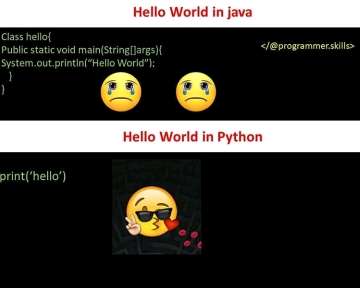 Hello World in java
Class hello{
</@programmer.skills>
Public static void main(String[]args){
System.out.println(“Hello World”);
}
}
Hello World in Python
print(‘hello’)